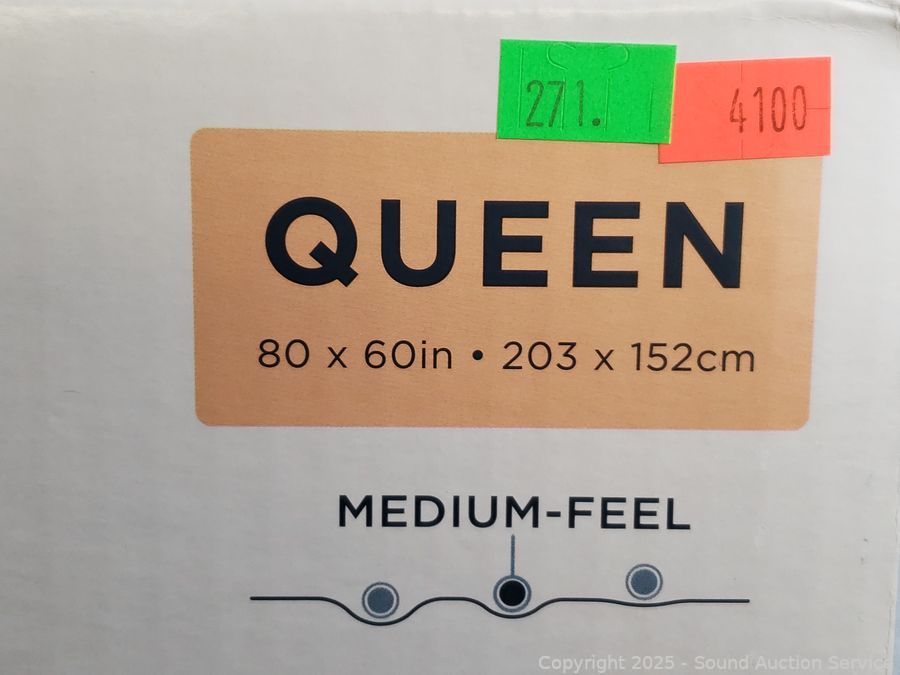 271.
4100
QUEEN
80 x 60in • 203 x 152cm
MEDIUM-FEEL
Copyright 2025 - Sound Auction Service